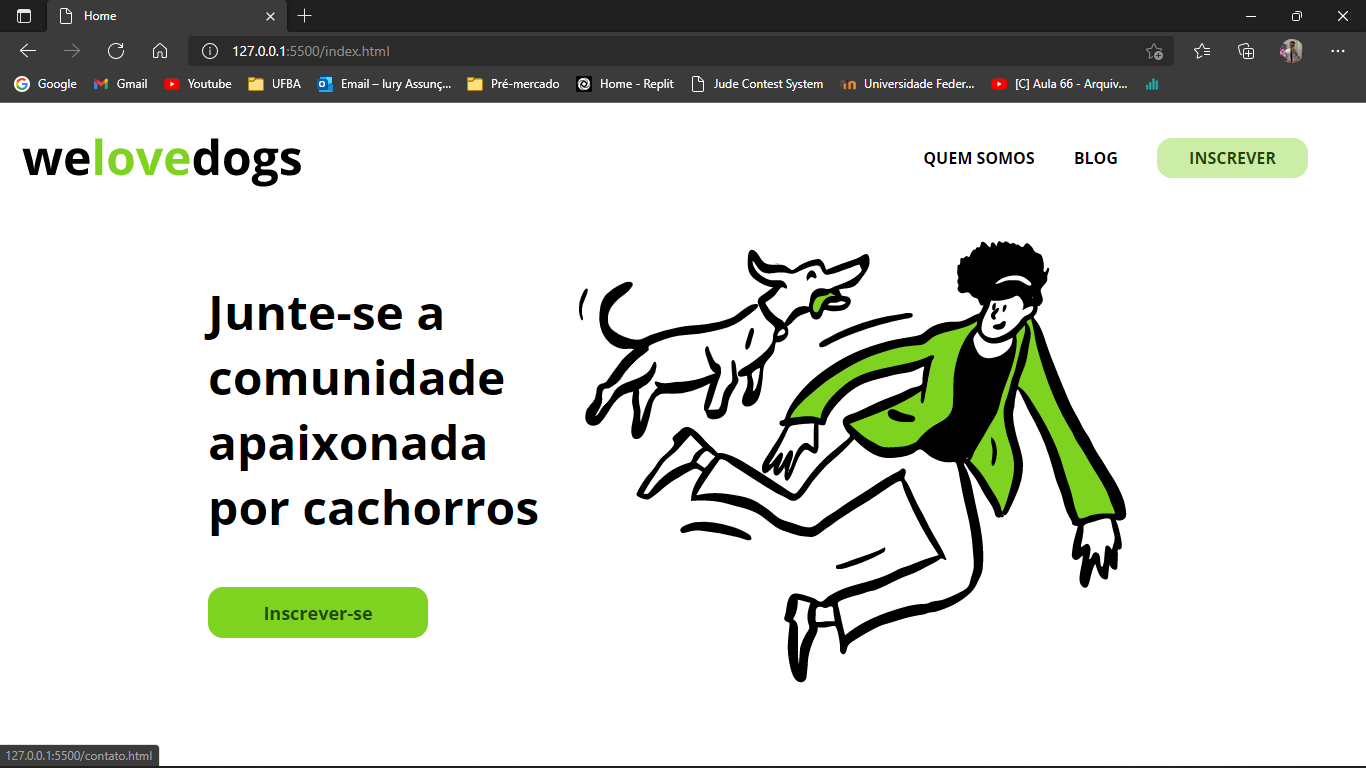 Home
127.0.0.1:5500/index.html
Google Gmail Youtube UFBA Email – Iury Assunç... Pré-mercado Home - Replit Jude Contest System Universidade Feder... [C] Aula 66 - Arquiv...
welovedogs
QUEM SOMOS BLOG INSCREVER
Junte-se a
comunidade
apaixonada
por cachorros
Inscrever-se
127.0.0.1:5500/contato.html